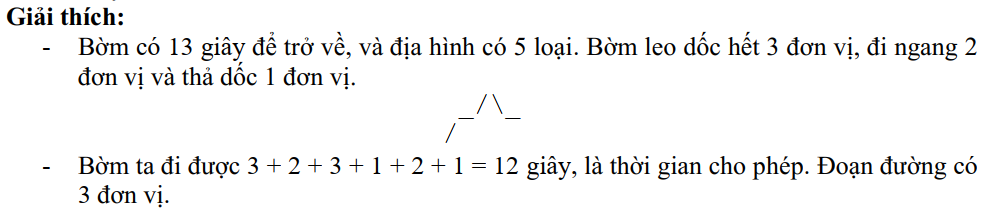 Giải thích:
- Bờm có 13 giây để trở về, và địa hình có 5 loại. Bờm leo dốc hết 3 đơn vị, đi ngang 2
đơn vị và thả dốc 1 đơn vị.
_/\_
/
- Bờm ta đi được 3 + 2 + 3 + 1 + 2 + 1 = 12 giây, là thời gian cho phép. Đoạn đường có
3 đơn vị.